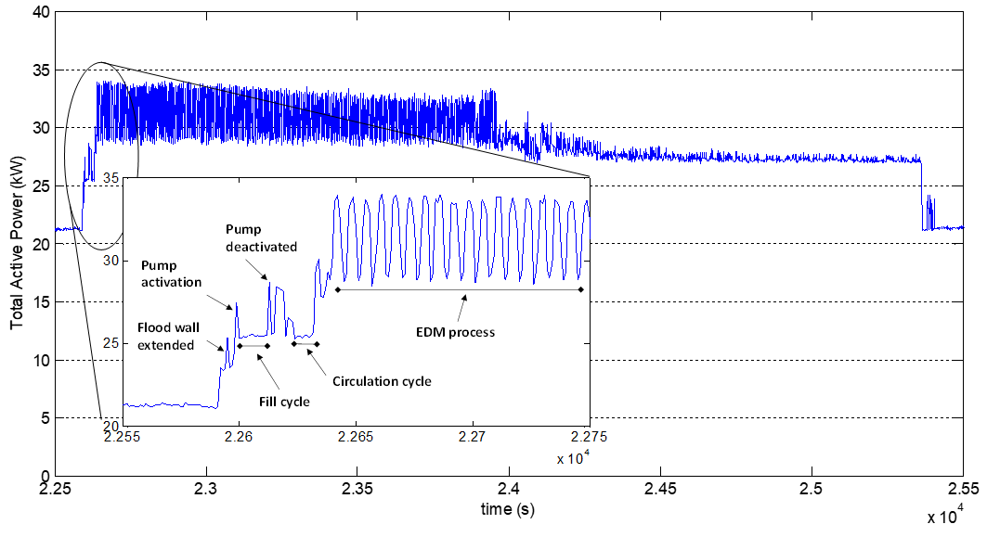 40
35
30
25
20
15
10
5
0
Total Active Power (kW)
2.25
2.3
2.35
2.4
2.45
2.5
2.55
time (s)
x 10^4
35
30
25
20
2.255
2.26
2.265
2.27
2.275
x 10^4
Pump
deactivated
Pump
activation
Flood wall
extended
Fill cycle
Circulation cycle
EDM process